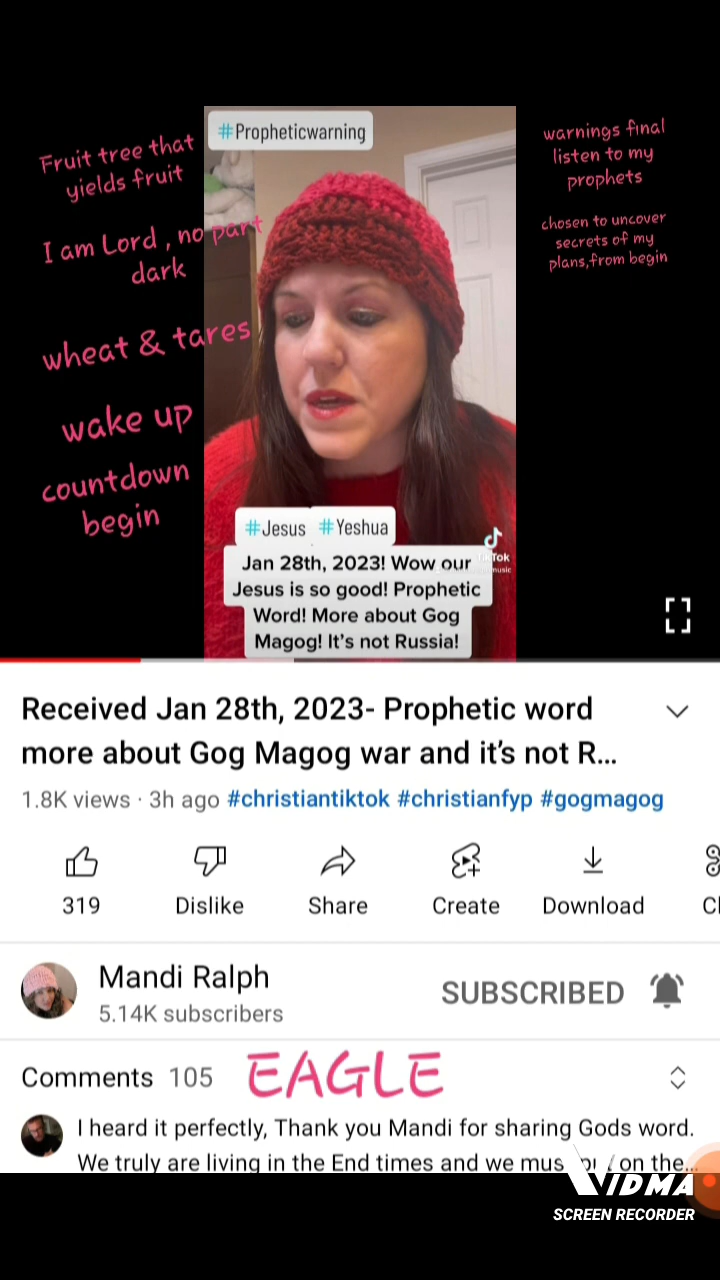 #Propheticwarning
Fruit tree that
yields fruit
I am Lord , no part
dark
wheat & tares
wake up
countdown
begin
warnings final
listen to my
prophets
chosen to uncover
secrets of my
plans,from begin
#Jesus #Yeshua
TikTok
Jan 28th, 2023! Wow our
Jesus is so good! Prophetic
Word! More about Gog
Magog! It's not Russia!
Received Jan 28th, 2023- Prophetic word
more about Gog Magog war and it's not R...
1.8K views · 3h ago #christiantiktok #christianfyp #gogmagog
319
Dislike
Share
Create
Download
Mandi Ralph
5.14K subscribers
SUBSCRIBED
Comments 105
EAGLE
I heard it perfectly, Thank you Mandi for sharing Gods word.
We truly are living in the End times and we on the...
VIDMA
SCREEN RECORDER